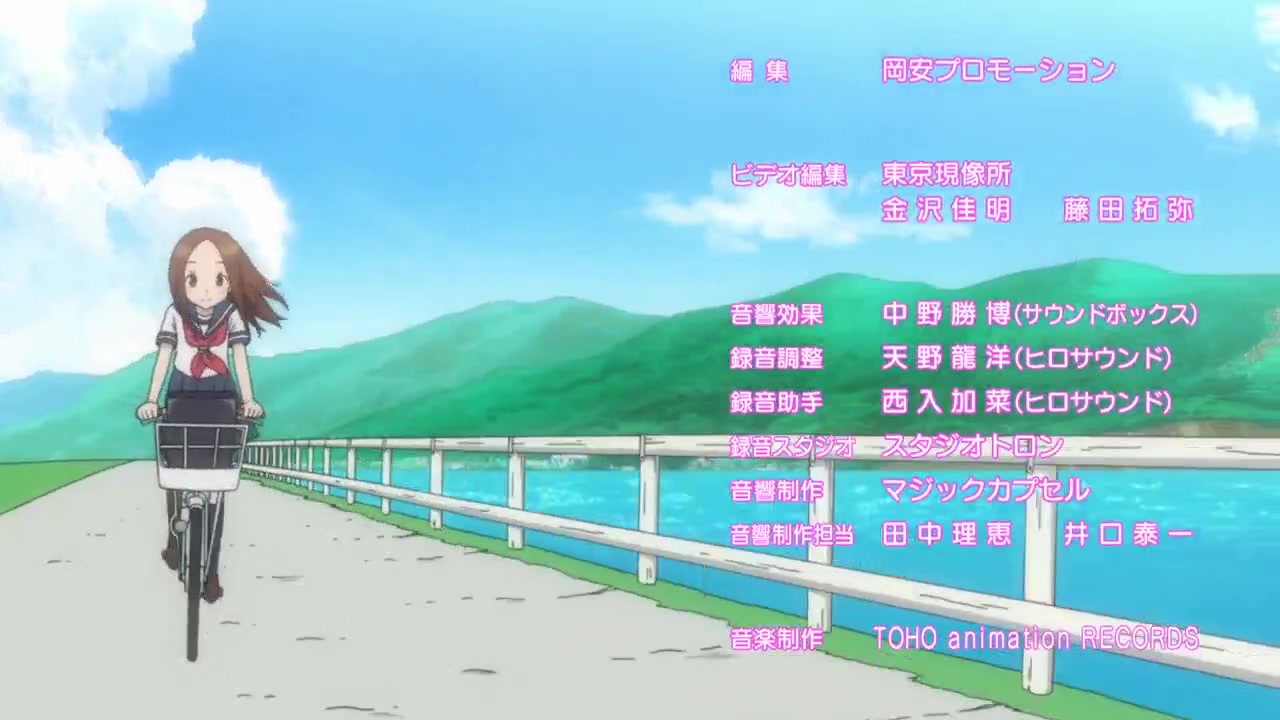 編集 岡安プロモーション
ビデオ編集 東京現像所
金沢佳明 藤田拓弥
音響効果 中野勝博(サウンドボックス)
録音調整 天野龍洋(ヒロサウンド)
録音助手 西入加菜(ヒロサウンド)
録音スタジオ スタジオトロン
音響制作 マジックカプセル
音響制作担当 田中理恵 井口泰一
音楽制作 TOHO animation RECORDS